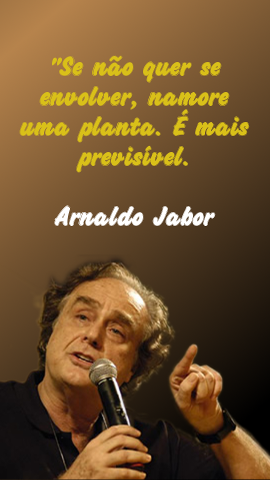 "Se não quer se
envolver, namore
uma planta. É mais
previsível.
Arnaldo Jabor